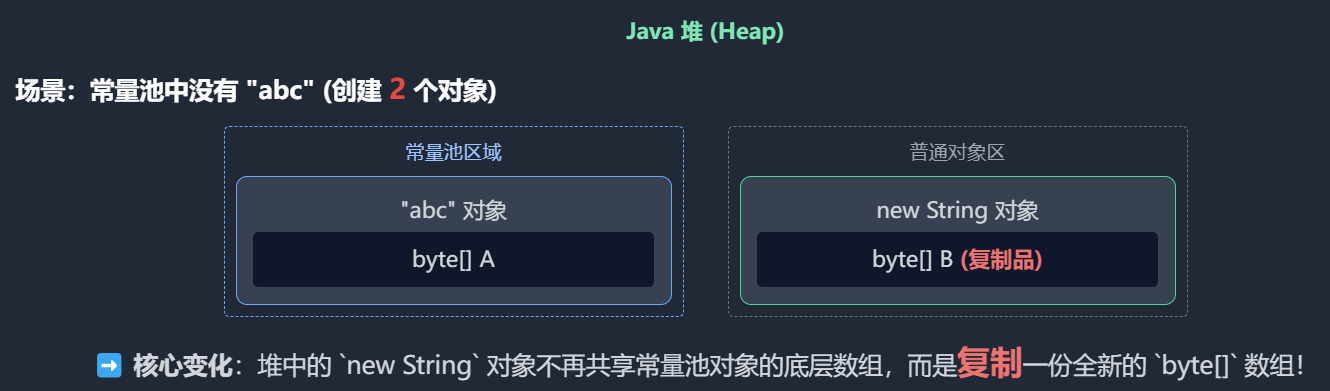 Java 堆 (Heap)
场景：常量池中没有 "abc" (创建 2 个对象)
常量池区域
"abc" 对象
byte[] A
普通对象区
new String 对象
byte[] B (复制品)
➡ 核心变化：堆中的 `new String` 对象不再共享常量池对象的底层数组，而是复制一份全新的 `byte[]` 数组！